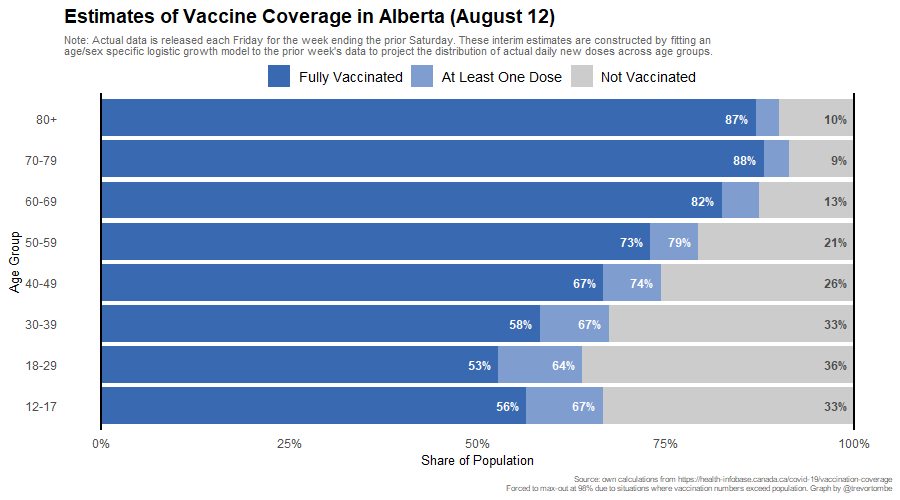 Estimates of Vaccine Coverage in Alberta (August 12)
Note: Actual data is released each Friday for the week ending the prior Saturday. These interim estimates are constructed by fitting an
age/sex specific logistic growth model to the prior week's data to project the distribution of actual daily new doses across age groups.
Fully Vaccinated At Least One Dose Not Vaccinated
Age Group
80+ 87% 10%
70-79 88% 9%
60-69 82% 13%
50-59 73% 79% 21%
40-49 67% 74% 26%
30-39 58% 67% 33%
18-29 53% 64% 36%
12-17 56% 67% 33%
0% 25% 50% 75% 100%
Share of Population
Source: own calculations from https://health-infobase.canada.ca/covid-19/vaccination-coverage
Forced to max-out at 98% due to situations where vaccination numbers exceed population. Graph by @trevortombe